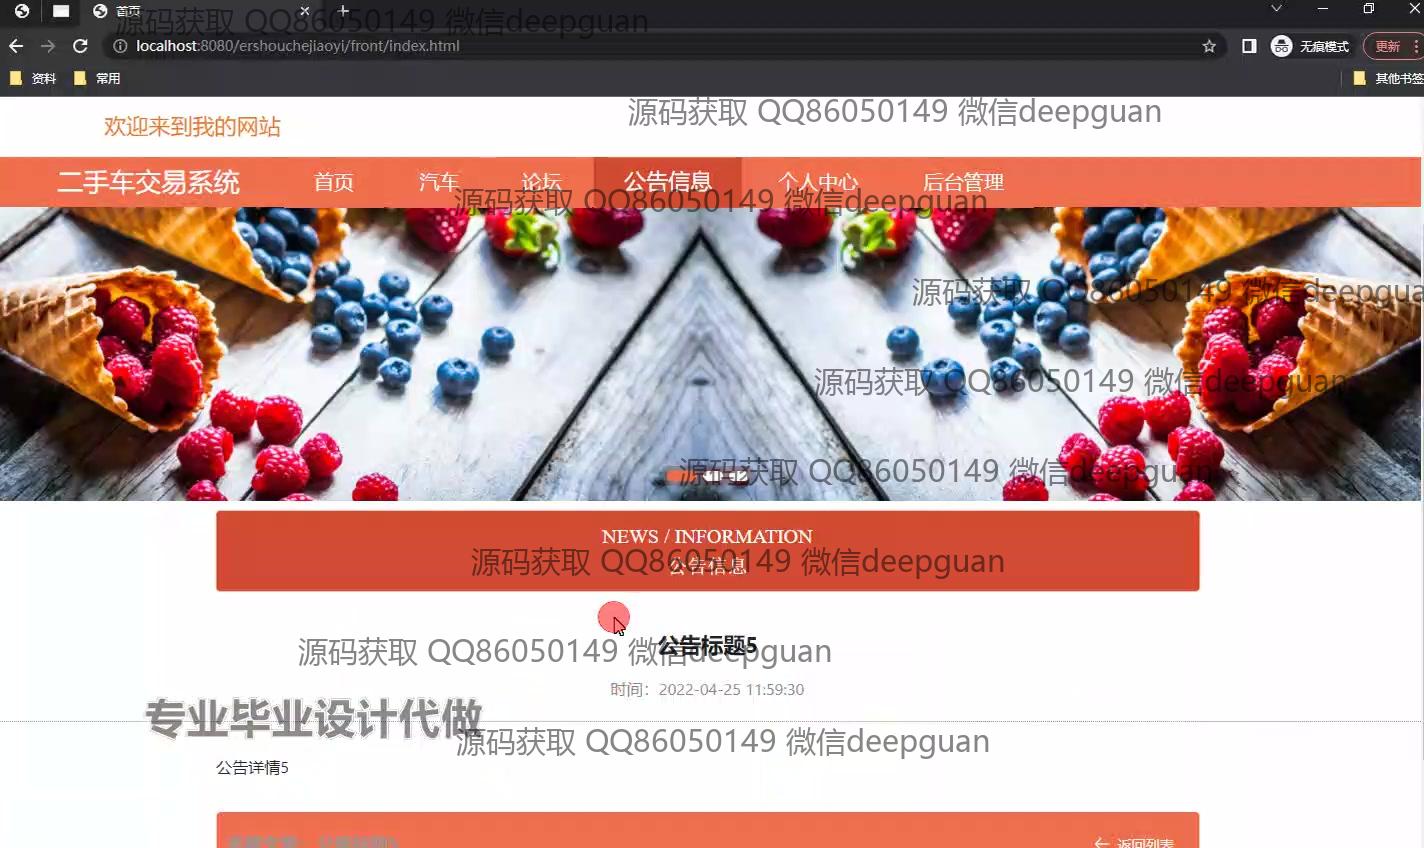 首页
源码获取 QQ86050149 微信deepguan
localhost:8080/ershouchejiaoyi/front/index.html
无痕模式
更新
资料
常用
其他书签
源码获取 QQ86050149 微信deepguan
欢迎来到我的网站
二手车交易系统
首页
汽车
论坛
公告信息
个人中心
后台管理
源码获取 QQ86050149 微信deepguan
源码获取 QQ86050149 微信deepgua
源码获取 QQ86050149 微信deepguan
源码获取 QQ86050149 微信deepguan
NEWS / INFORMATION
公告信息
源码获取 QQ86050149 微信deepguan
公告标题5
源码获取 QQ86050149 微信deepguan
时间：2022-04-25 11:59:30
专业毕业设计代做
源码获取 QQ86050149 微信deepguan
公告详情5
返回列表